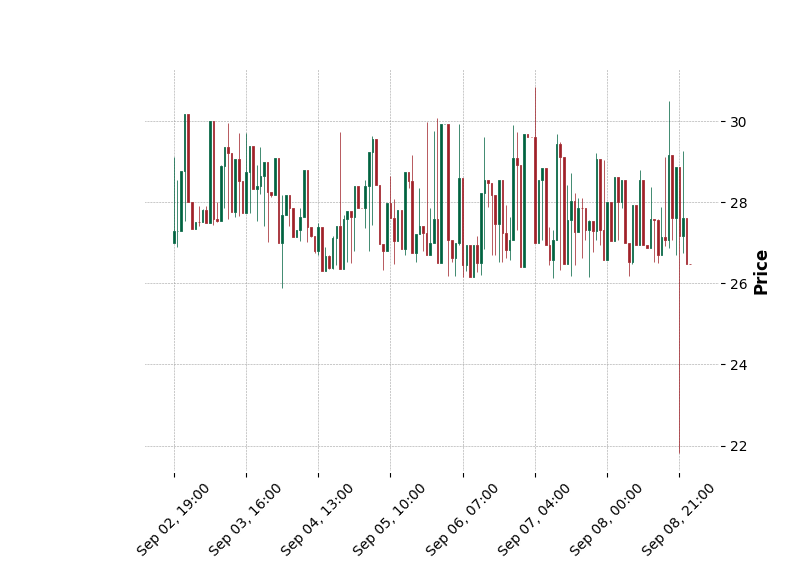 30
28
26
24
22
Price
Sep 02, 19:00
Sep 03, 16:00
Sep 04, 13:00
Sep 05, 10:00
Sep 06, 07:00
Sep 07, 04:00
Sep 08, 00:00
Sep 08, 21:00